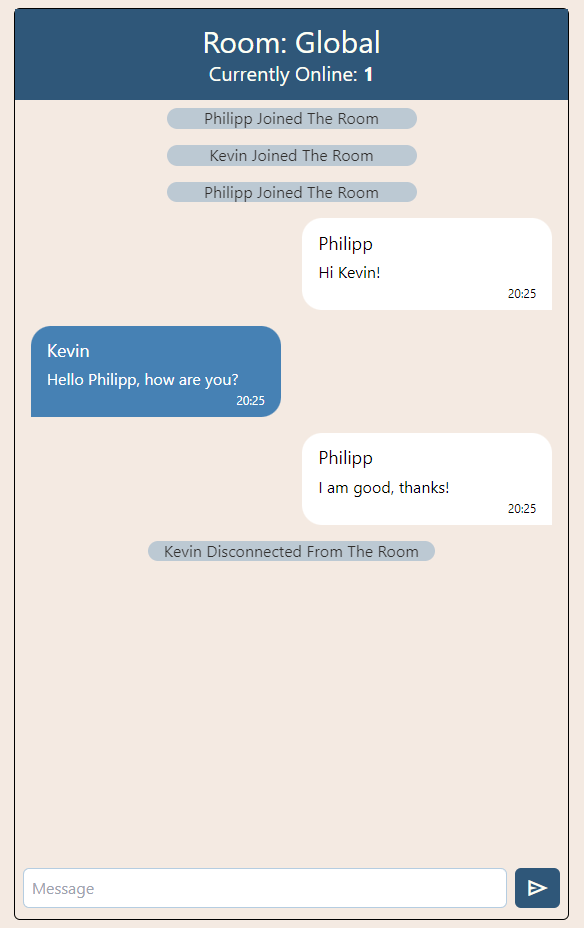 Room: Global
Currently Online: 1
Philipp Joined The Room
Kevin Joined The Room
Philipp Joined The Room
Philipp
Hi Kevin!
20:25
Kevin
Hello Philipp, how are you?
20:25
Philipp
I am good, thanks!
20:25
Kevin Disconnected From The Room
Message